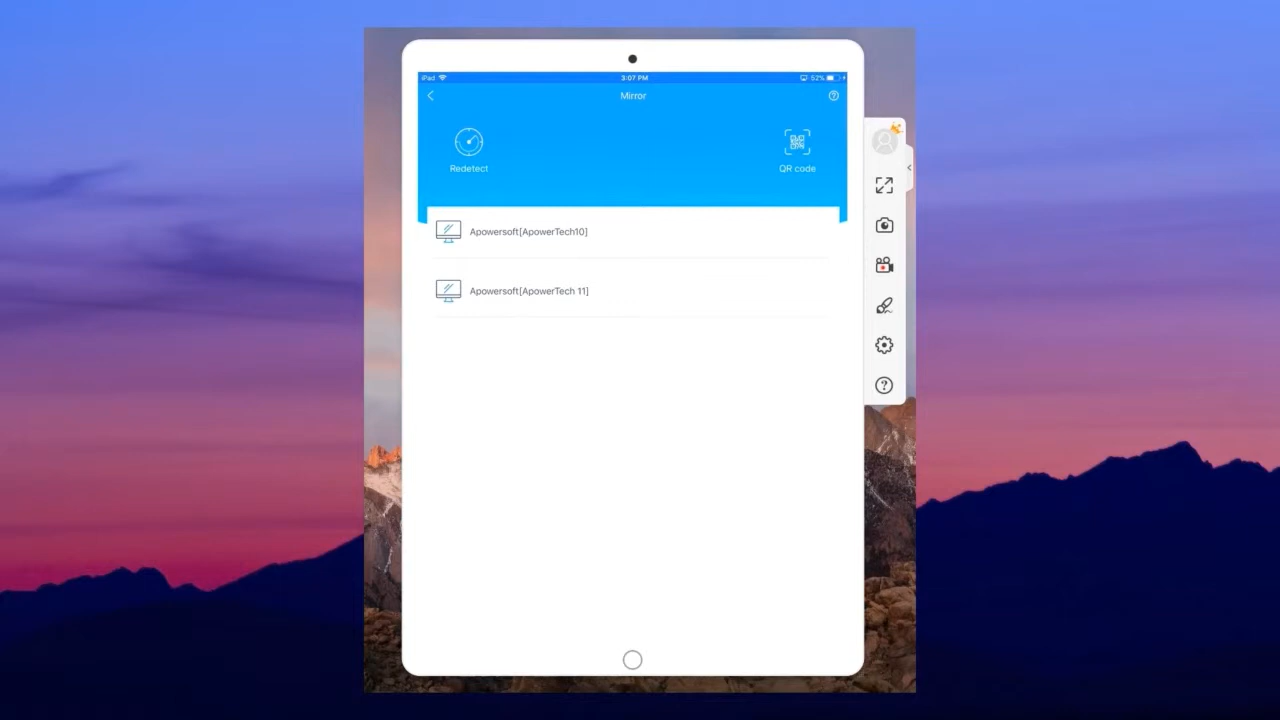 iPad 3:07 PM 52%
Mirror
Redetect QR code
Apowersoft[ApowerTech10]
Apowersoft[ApowerTech 11]